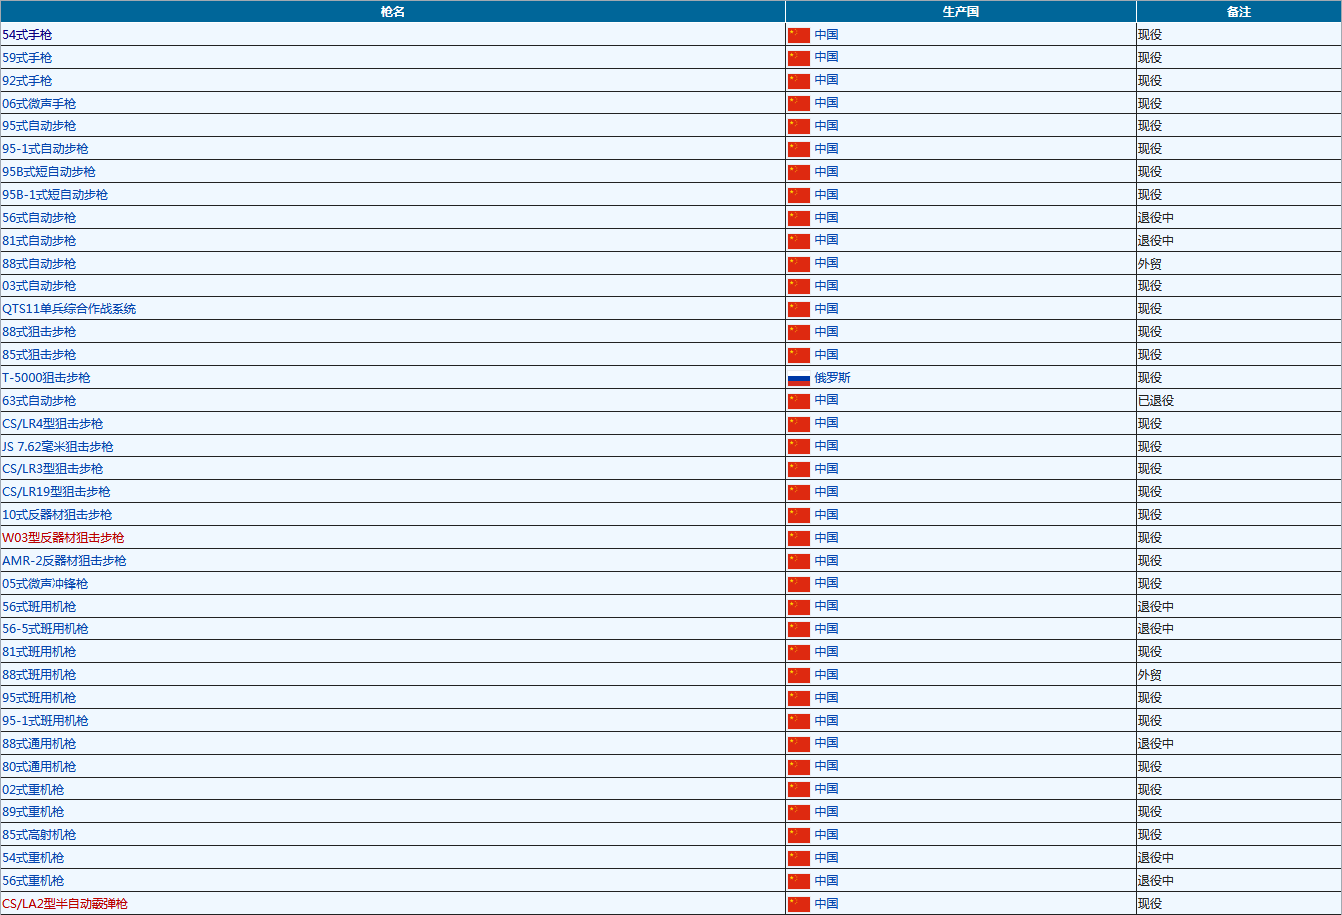 枪名 生产国 备注
54式手枪 中国 现役
59式手枪 中国 现役
92式手枪 中国 现役
06式微声手枪 中国 现役
95式自动步枪 中国 现役
95-1式自动步枪 中国 现役
95B式短自动步枪 中国 现役
95B-1式短自动步枪 中国 现役
56式自动步枪 中国 退役中
81式自动步枪 中国 退役中
88式自动步枪 中国 外贸
03式自动步枪 中国 现役
QTS11单兵综合作战系统 中国 现役
88式狙击步枪 中国 现役
85式狙击步枪 中国 现役
T-5000狙击步枪 俄罗斯 现役
63式自动步枪 中国 已退役
CS/LR4型狙击步枪 中国 现役
JS 7.62毫米狙击步枪 中国 现役
CS/LR3型狙击步枪 中国 现役
CS/LR19型狙击步枪 中国 现役
10式反器材狙击步枪 中国 现役
W03型反器材狙击步枪 中国 现役
AMR-2反器材狙击步枪 中国 现役
05式微声冲锋枪 中国 现役
56式班用机枪 中国 退役中
56-5式班用机枪 中国 退役中
81式班用机枪 中国 现役
88式班用机枪 中国 外贸
95式班用机枪 中国 现役
95-1式班用机枪 中国 现役
88式通用机枪 中国 退役中
80式通用机枪 中国 现役
02式重机枪 中国 现役
89式重机枪 中国 现役
85式高射机枪 中国 现役
54式重机枪 中国 退役中
56式重机枪 中国 退役中
CS/LA2型半自动霰弹枪 中国 现役